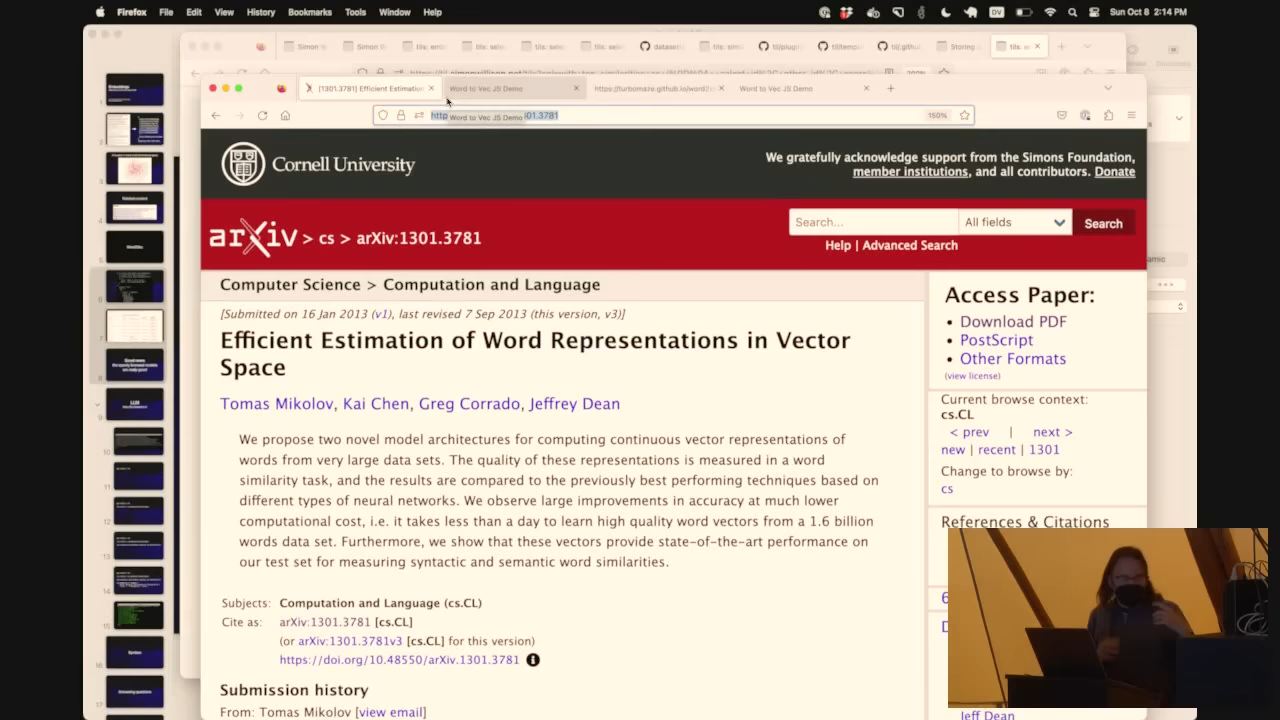 Firefox File Edit View History Bookmarks Tools Window Help
DV
Sun Oct 8 2:14 PM
[1301.3781] Efficient Estimation
Word to Vec JS Demo
https://turbomaze.github.io/word2
Word to Vec JS Demo
http
Word to Vec JS Demo
01.3781
150%
Cornell University
We gratefully acknowledge support from the Simons Foundation,
member institutions, and all contributors. Donate
arXiv > cs > arXiv:1301.3781
Search...
All fields
Search
Help | Advanced Search
Computer Science > Computation and Language
[Submitted on 16 Jan 2013 (v1), last revised 7 Sep 2013 (this version, v3)]
Efficient Estimation of Word Representations in Vector
Space
Tomas Mikolov, Kai Chen, Greg Corrado, Jeffrey Dean
We propose two novel model architectures for computing continuous vector representations of
words from very large data sets. The quality of these representations is measured in a word
similarity task, and the results are compared to the previously best performing techniques based on
different types of neural networks. We observe large improvements in accuracy at much lower
computational cost, i.e. it takes less than a day to learn high quality word vectors from a 1.6 billion
words data set. Furthermore, we show that these vectors provide state-of-the-art performance on
our test set for measuring syntactic and semantic word similarities.
Subjects: Computation and Language (cs.CL)
Cite as: arXiv:1301.3781 [cs.CL]
(or arXiv:1301.3781v3 [cs.CL] for this version)
https://doi.org/10.48550/arXiv.1301.3781
Submission history
From: Tomas Mikolov [view email]
Access Paper:
Download PDF
PostScript
Other Formats
(view license)
Current browse context:
cs.CL
< prev | next >
new | recent | 1301
Change to browse by:
cs
References & Citations
Jeff Dean